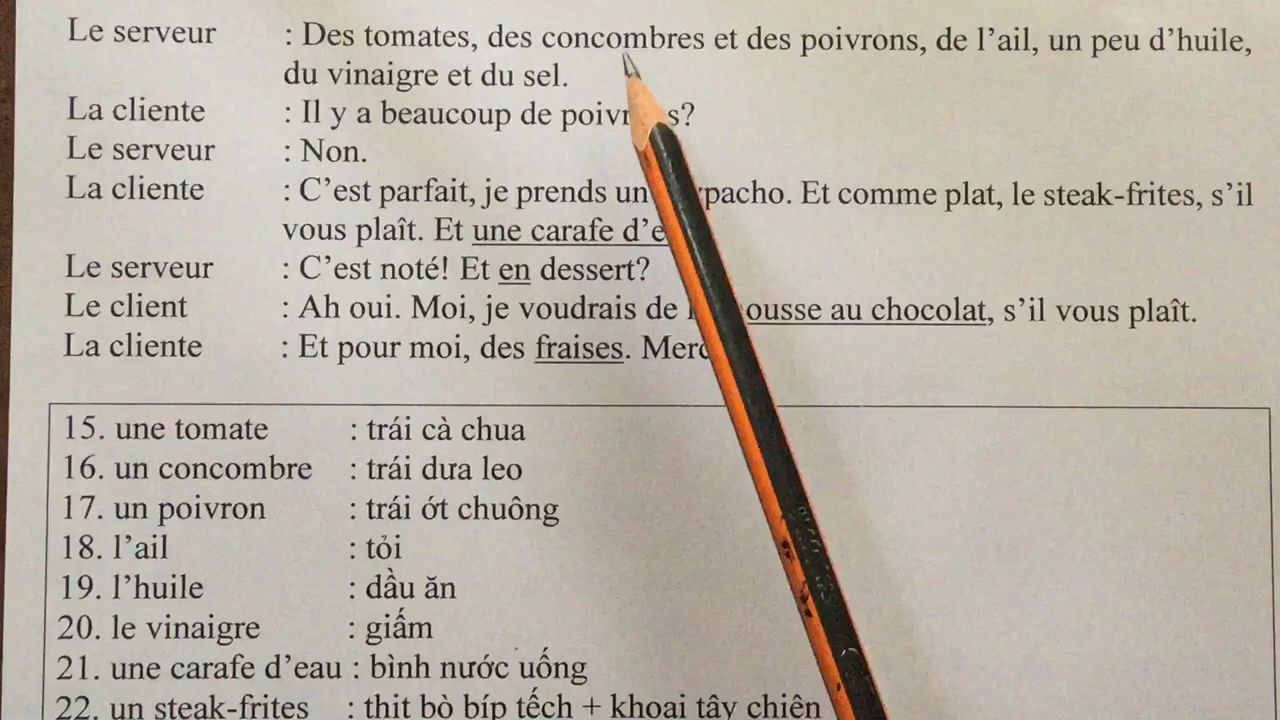 Le serveur : Des tomates, des concombres et des poivrons, de l'ail, un peu d'huile,
du vinaigre et du sel.
La cliente : Il y a beaucoup de
Le serveur : Non.
La cliente : C'est parfait, je prends un Et comme plat, le steak-frites, s'il
vous plaît. Et une carafe
Le serveur : C'est noté! Et en dessert?
Le client : Ah oui. Moi, je voudrais de au chocolat, s'il vous plaît.
La cliente : Et pour moi, des fraises.
15. une tomate : trái cà chua
16. un concombre : trái dưa leo
17. un poivron : trái ớt chuông
18. l'ail : tỏi
19. l'huile : dầu ăn
20. le vinaigre : giấm
21. une carafe d'eau : bình nước uống
22. un steak-frites : thịt bò bíp tếch + khoai tây chiên